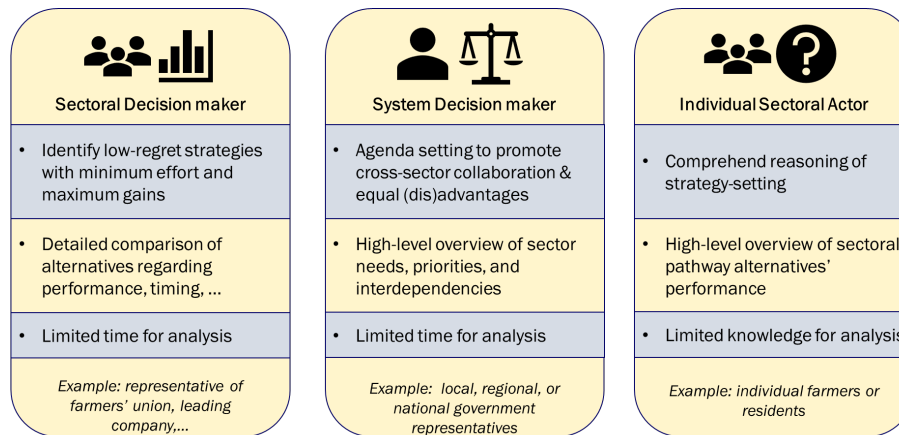 Sectoral Decision maker
• Identify low-regret strategies
with minimum effort and
maximum gains
• Detailed comparison of
alternatives regarding
performance, timing, ...
• Limited time for analysis
Example: representative of
farmers' union, leading
company,...
System Decision maker
• Agenda setting to promote
cross-sector collaboration &
equal (dis)advantages
• High-level overview of sector
needs, priorities, and
interdependencies
• Limited time for analysis
Example:  local, regional, or
national government
representatives
Individual Sectoral Actor
• Comprehend reasoning of
strategy-setting
• High-level overview of sectoral
pathway alternatives'
performance
• Limited knowledge for analysis
Example: individual farmers or
residents